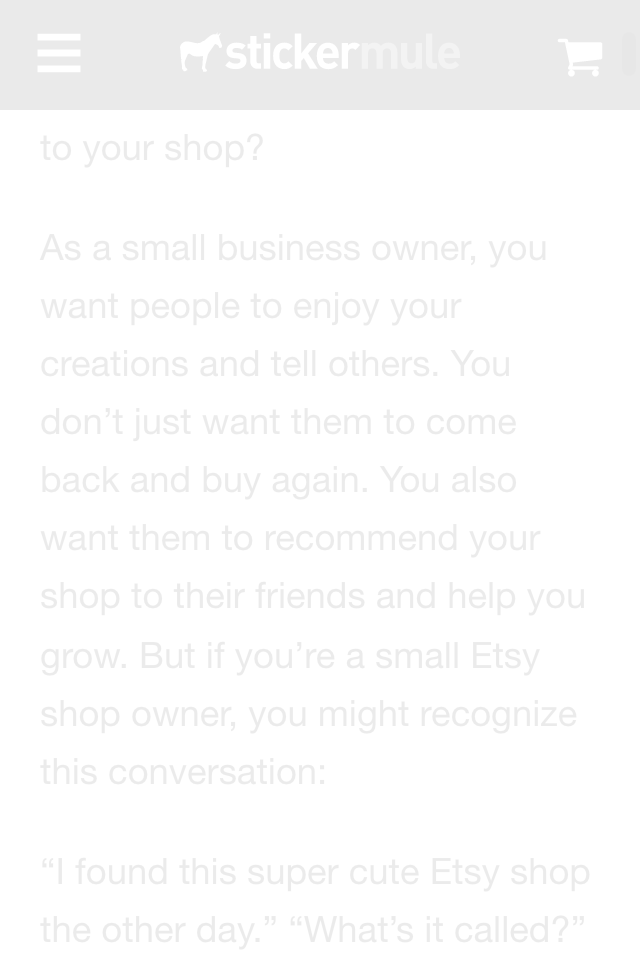 stickermule
to your shop?
As a small business owner, you
want people to enjoy your
creations and tell others. You
don’t just want them to come
back and buy again. You also
want them to recommend your
shop to their friends and help you
grow. But if you’re a small Etsy
shop owner, you might recognize
this conversation:
“I found this super cute Etsy shop
the other day.” “What’s it called?”